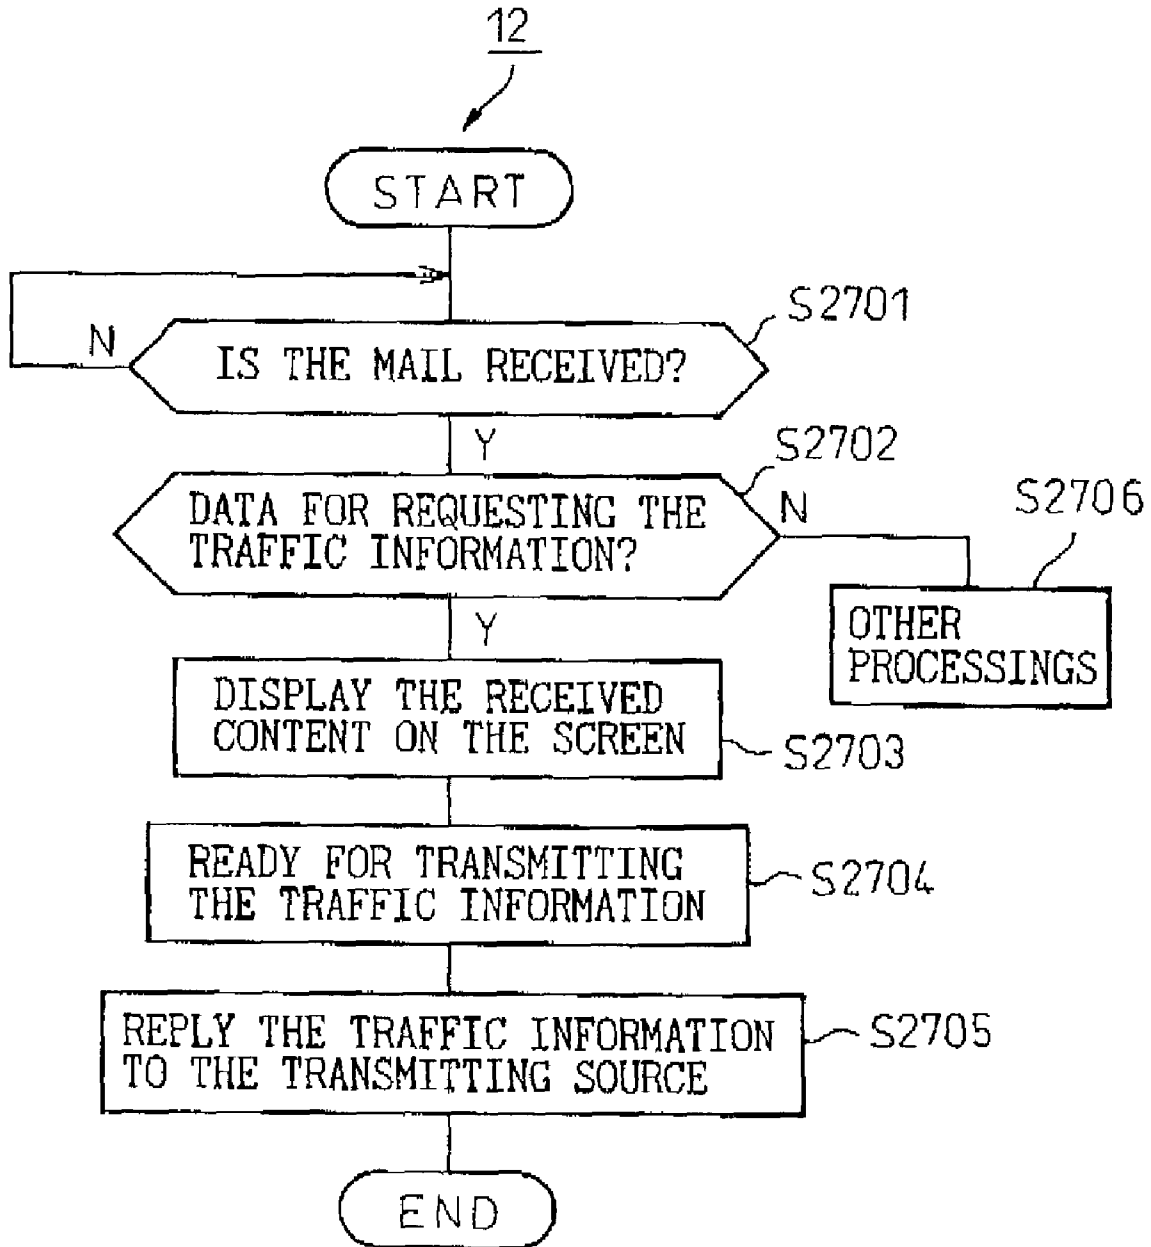 12
START
S2701
N
IS THE MAIL RECEIVED?
Y
S2702
DATA FOR REQUESTING THE
TRAFFIC INFORMATION?
N
S2706
Y
OTHER
PROCESSINGS
DISPLAY THE RECEIVED
CONTENT ON THE SCREEN
S2703
READY FOR TRANSMITTING
THE TRAFFIC INFORMATION
S2704
REPLY THE TRAFFIC INFORMATION
TO THE TRANSMITTING SOURCE
S2705
END